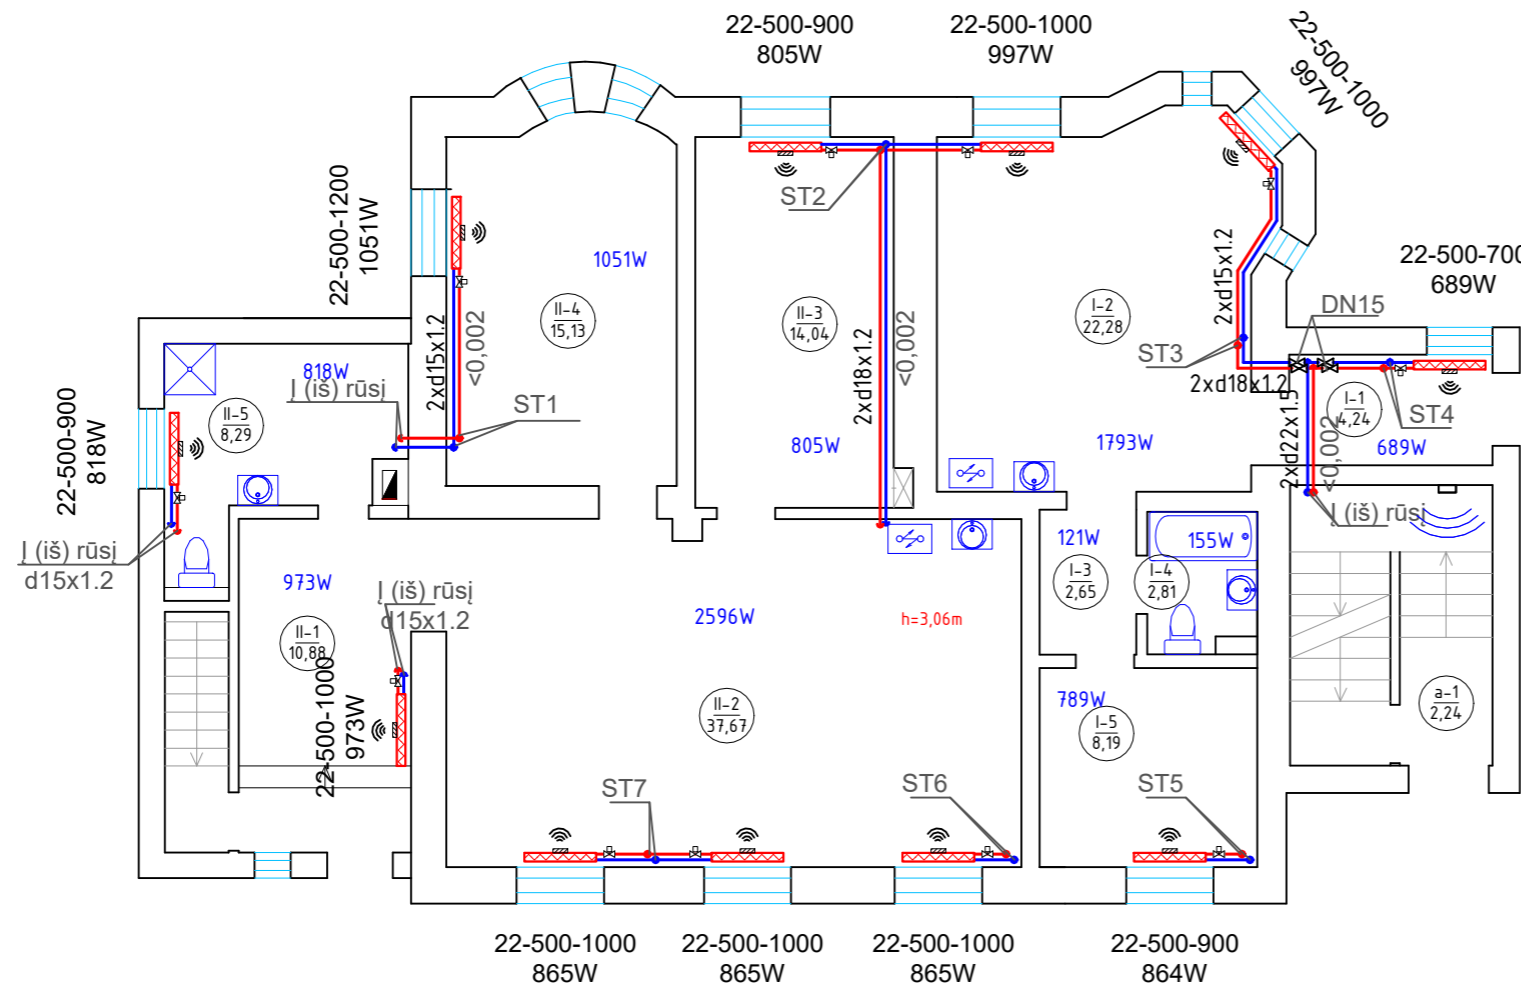 22-500-900
805W
22-500-1000
997W
22-500-1000
997W
22-500-1200
1051W
ST2
1051W
2xd15x1.2
22-500-700
689W
II-4
15,13
II-3
14,04
I-2
22,28
DN15
2xd15x1.2
<0,002
2xd18x1.2
<0,002
ST3
2xd18x1.2
818W
Į (iš) rūsį
ST1
22-500-900
818W
II-5
8,29
I-1
4,24
ST4
805W
1793W
689W
2xd22x1.5
<0,002
Į (iš) rūsį
Į (iš) rūsį
d15x1.2
973W
Į (iš) rūsį
d15x1.2
121W
155W
I-3
2,65
I-4
2,81
2596W
h=3,06m
II-1
10,88
22-500-1000
973W
II-2
37,67
789W
I-5
8,19
a-1
2,24
ST7
ST6
ST5
22-500-1000
865W
22-500-1000
865W
22-500-1000
865W
22-500-900
864W